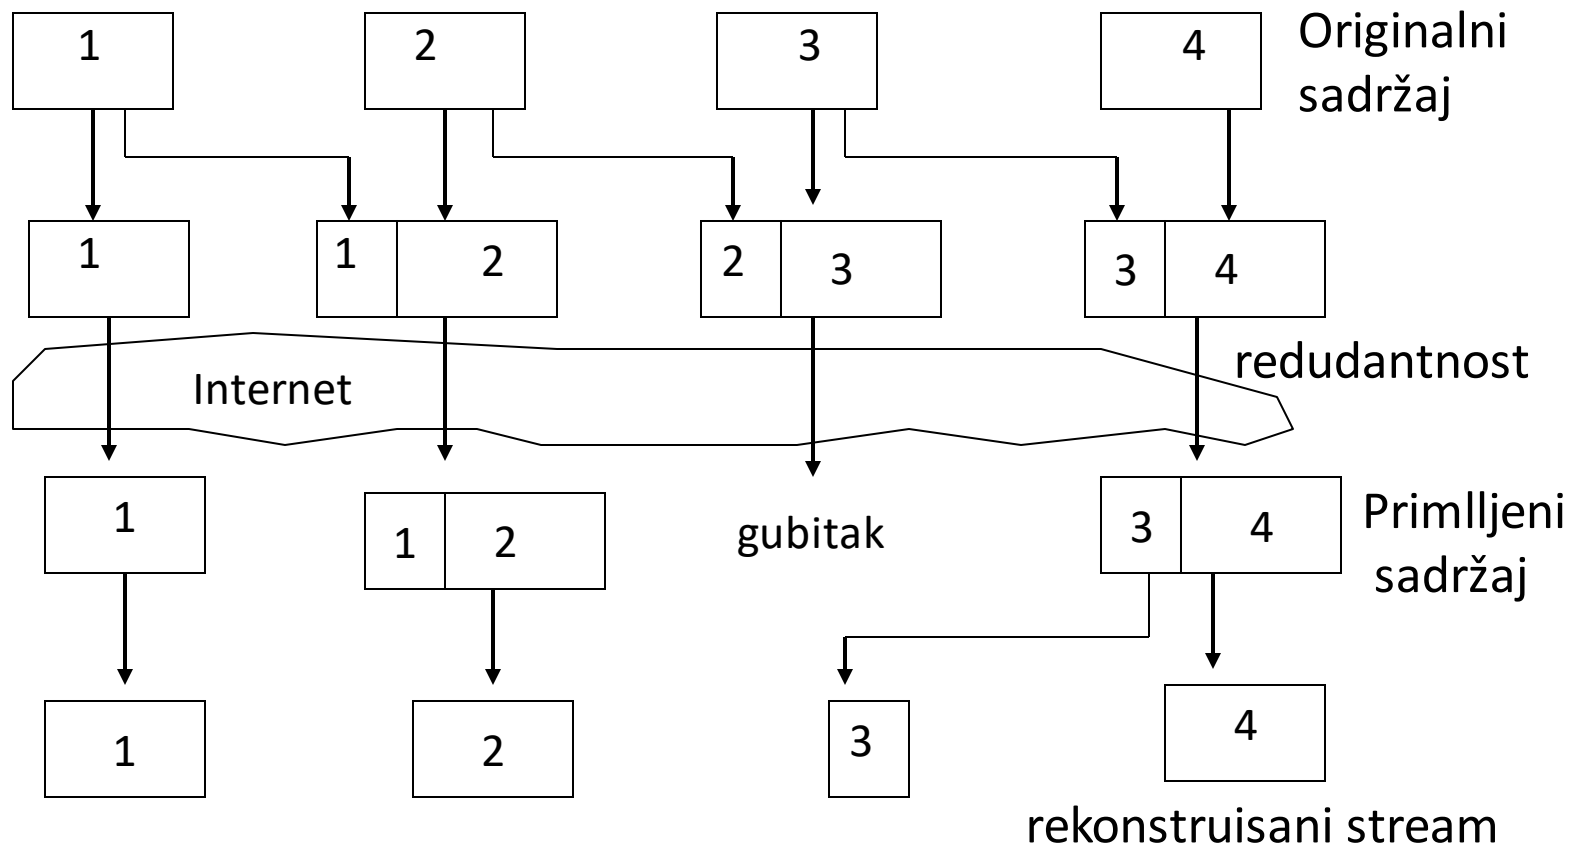 1
2
3
4
Originalni
sadržaj
1
1
2
2
3
3
4
redudantnost
Internet
1
1
2
gubitak
3
4
Primlljeni
sadržaj
1
2
3
4
rekonstruisani stream